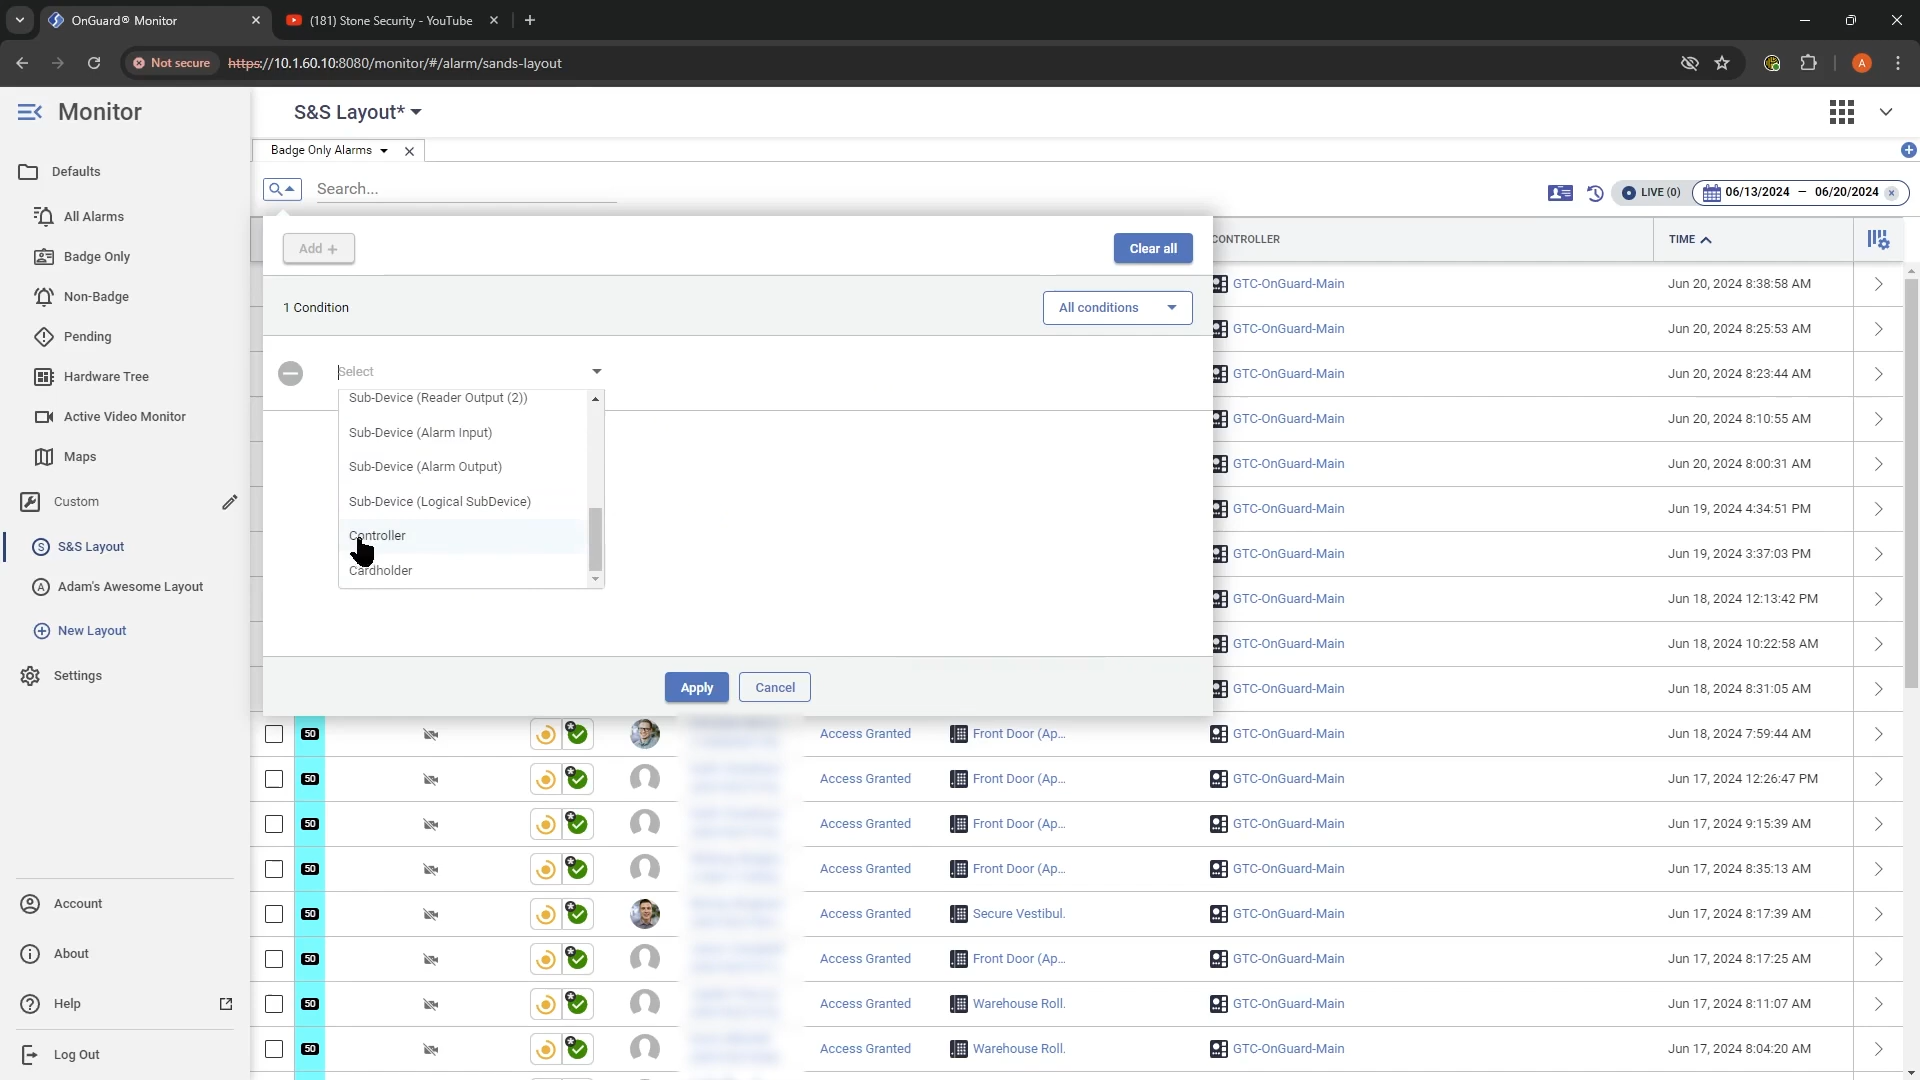 OnGuard® Monitor
(181) Stone Security - YouTube
Not secure
https://10.1.60.10:8080/monitor/#/alarm/sands-layout
A
Monitor
S&S Layout*
Defaults
All Alarms
Badge Only
Non-Badge
Pending
Hardware Tree
Active Video Monitor
Maps
Custom
S
S&S Layout
A
Adam's Awesome Layout
New Layout
Settings
Account
About
Help
Log Out
Badge Only Alarms
Search...
LIVE (0)
06/13/2024 – 06/20/2024
Add +
Clear all
1 Condition
All conditions
Select
Sub-Device (Reader Output (2))
Sub-Device (Alarm Input)
Sub-Device (Alarm Output)
Sub-Device (Logical SubDevice)
Controller
Cardholder
Apply
Cancel
CONTROLLER
TIME
GTC-OnGuard-Main
Jun 20, 2024 8:38:58 AM
GTC-OnGuard-Main
Jun 20, 2024 8:25:53 AM
GTC-OnGuard-Main
Jun 20, 2024 8:23:44 AM
GTC-OnGuard-Main
Jun 20, 2024 8:10:55 AM
GTC-OnGuard-Main
Jun 20, 2024 8:00:31 AM
GTC-OnGuard-Main
Jun 19, 2024 4:34:51 PM
GTC-OnGuard-Main
Jun 19, 2024 3:37:03 PM
GTC-OnGuard-Main
Jun 18, 2024 12:13:42 PM
GTC-OnGuard-Main
Jun 18, 2024 10:22:58 AM
GTC-OnGuard-Main
Jun 18, 2024 8:31:05 AM
50 Access Granted Front Door (Ap... GTC-OnGuard-Main Jun 18, 2024 7:59:44 AM
50 Access Granted Front Door (Ap... GTC-OnGuard-Main Jun 17, 2024 12:26:47 PM
50 Access Granted Front Door (Ap... GTC-OnGuard-Main Jun 17, 2024 9:15:39 AM
50 Access Granted Front Door (Ap... GTC-OnGuard-Main Jun 17, 2024 8:35:13 AM
50 Access Granted Secure Vestibul. GTC-OnGuard-Main Jun 17, 2024 8:17:39 AM
50 Access Granted Front Door (Ap... GTC-OnGuard-Main Jun 17, 2024 8:17:25 AM
50 Access Granted Warehouse Roll. GTC-OnGuard-Main Jun 17, 2024 8:11:07 AM
50 Access Granted Warehouse Roll. GTC-OnGuard-Main Jun 17, 2024 8:04:20 AM